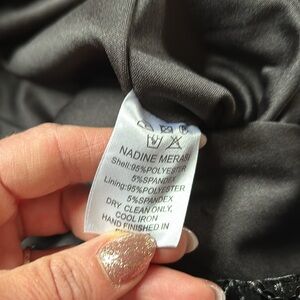 NADINE MERABI
Shell:95%POLYESTER
5%SPANDEX
Lining:95%POLYESTER
5%SPANDEX
DRY CLEAN ONLY,
COOL IRON
HAND FINISHED IN